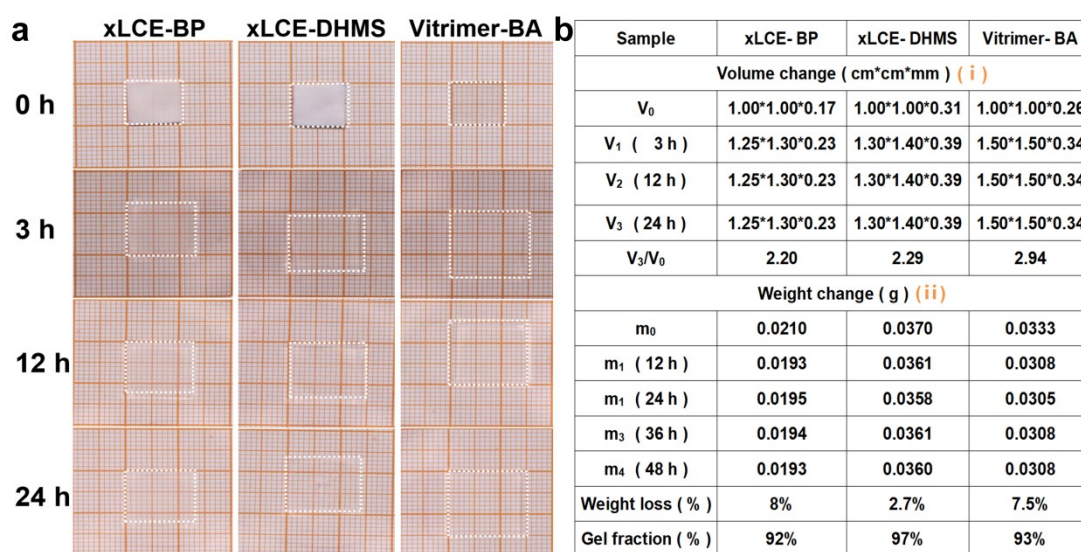 a
xLCE-BP xLCE-DHMS Vitrimer-BA
0 h
3 h
12 h
24 h
b
Sample xLCE- BP xLCE- DHMS Vitrimer- BA
Volume change ( cm*cm*mm ) ( i )
V₀ 1.00*1.00*0.17 1.00*1.00*0.31 1.00*1.00*0.26
V₁ ( 3 h ) 1.25*1.30*0.23 1.30*1.40*0.39 1.50*1.50*0.34
V₂ ( 12 h ) 1.25*1.30*0.23 1.30*1.40*0.39 1.50*1.50*0.34
V₃ ( 24 h ) 1.25*1.30*0.23 1.30*1.40*0.39 1.50*1.50*0.34
V₃/V₀ 2.20 2.29 2.94
Weight change ( g ) ( ii )
m₀ 0.0210 0.0370 0.0333
m₁ ( 12 h ) 0.0193 0.0361 0.0308
m₁ ( 24 h ) 0.0195 0.0358 0.0305
m₃ ( 36 h ) 0.0194 0.0361 0.0308
m₄ ( 48 h ) 0.0193 0.0360 0.0308
Weight loss ( % ) 8% 2.7% 7.5%
Gel fraction ( % ) 92% 97% 93%